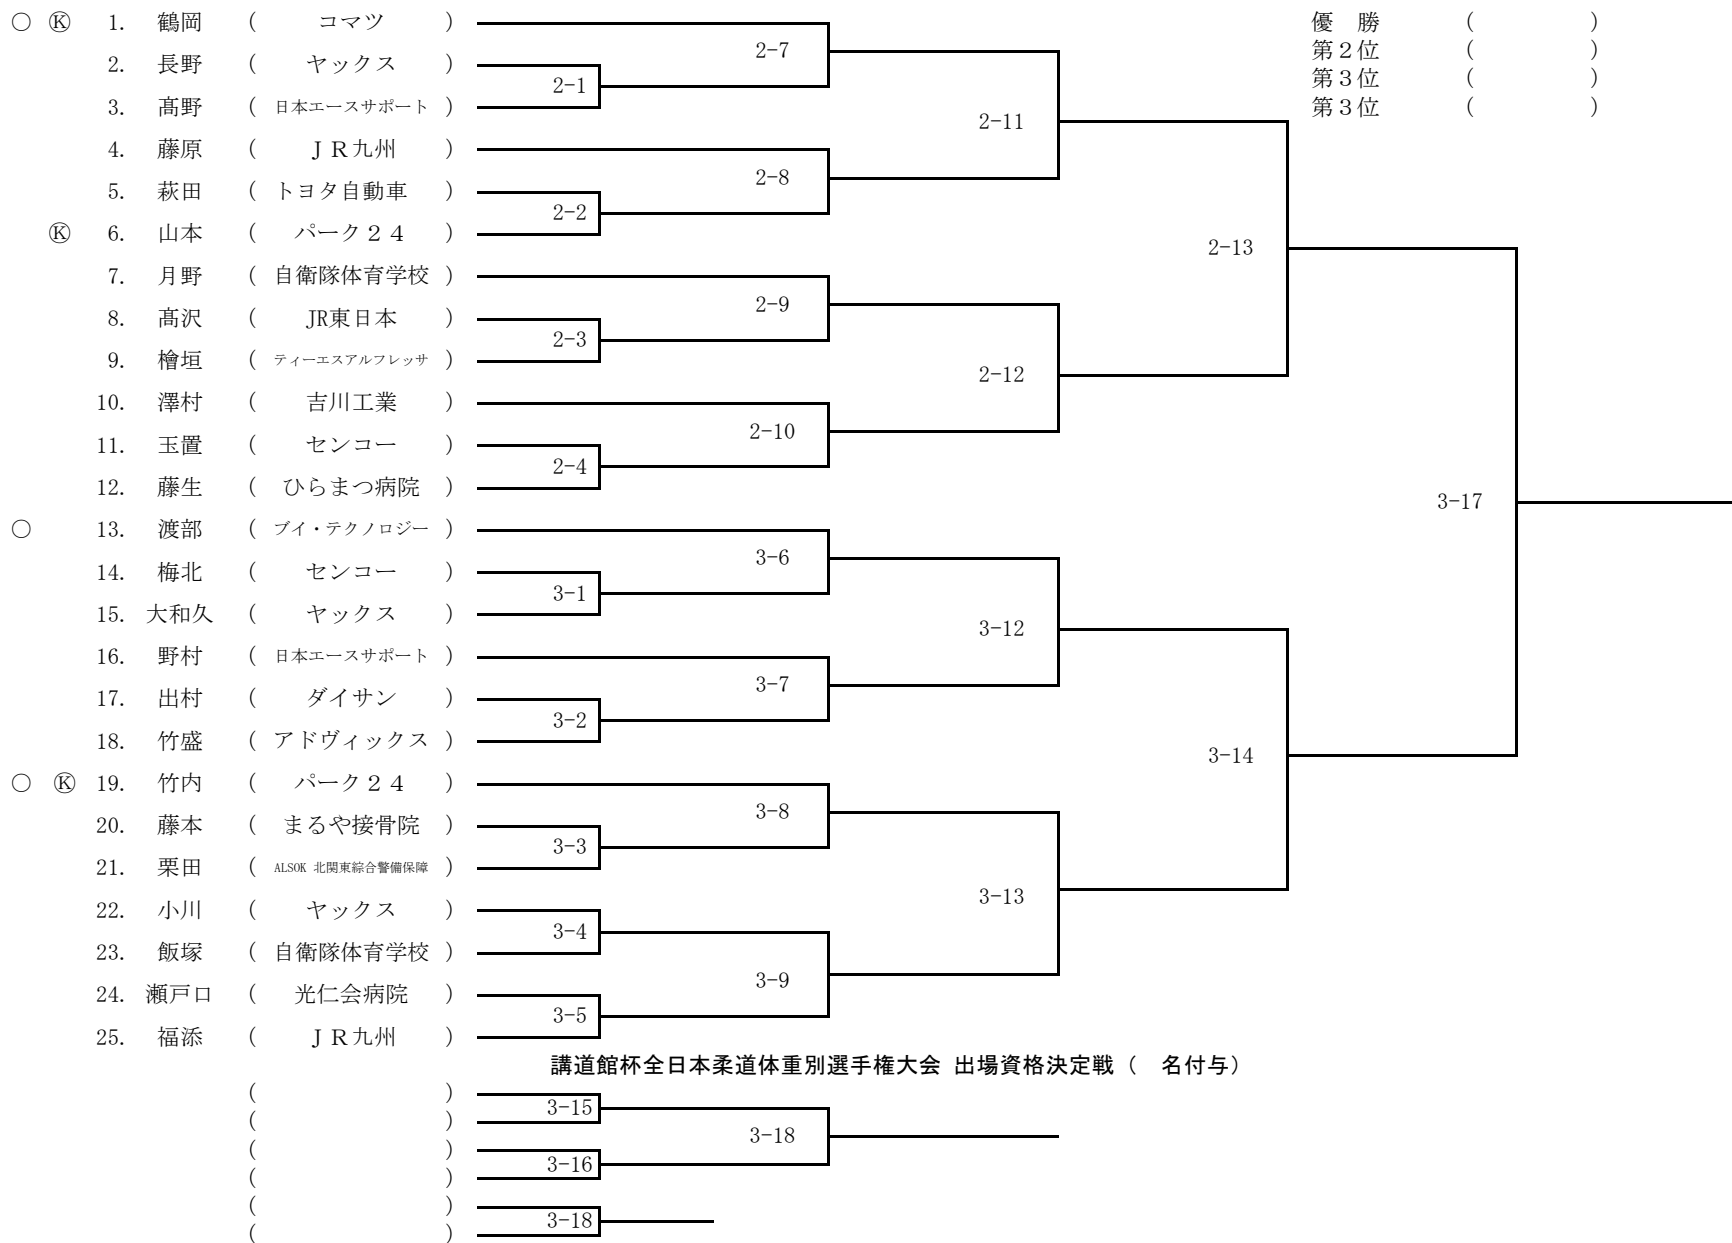 ○ Ⓚ 1. 鶴岡 ( コマツ )
2. 長野 ( ヤックス )
3. 髙野 ( 日本エースサポート )
4. 藤原 ( ＪＲ九州 )
5. 萩田 ( トヨタ自動車 )
Ⓚ 6. 山本 ( パーク２４ )
7. 月野 ( 自衛隊体育学校 )
8. 髙沢 ( JR東日本 )
9. 檜垣 ( ティーエスアルフレッサ )
10. 澤村 ( 吉川工業 )
11. 玉置 ( センコー )
12. 藤生 ( ひらまつ病院 )
○ 13. 渡部 ( ブイ・テクノロジー )
14. 梅北 ( センコー )
15. 大和久 ( ヤックス )
16. 野村 ( 日本エースサポート )
17. 出村 ( ダイサン )
18. 竹盛 ( アドヴィックス )
○ Ⓚ 19. 竹内 ( パーク２４ )
20. 藤本 ( まるや接骨院 )
21. 栗田 ( ALSOK 北関東綜合警備保障 )
22. 小川 ( ヤックス )
23. 飯塚 ( 自衛隊体育学校 )
24. 瀬戸口 ( 光仁会病院 )
25. 福添 ( ＪＲ九州 )
2-1
2-2
2-3
2-4
3-1
3-2
3-3
3-4
3-5
2-7
2-8
2-9
2-10
3-6
3-7
3-8
3-9
2-11
2-12
3-12
3-13
2-13
3-14
3-17
優　勝 ( )
第２位 ( )
第３位 ( )
第３位 ( )
講道館杯全日本柔道体重別選手権大会 出場資格決定戦（　名付与）
( )
( )
( )
( )
( )
( )
3-15
3-16
3-18
3-18